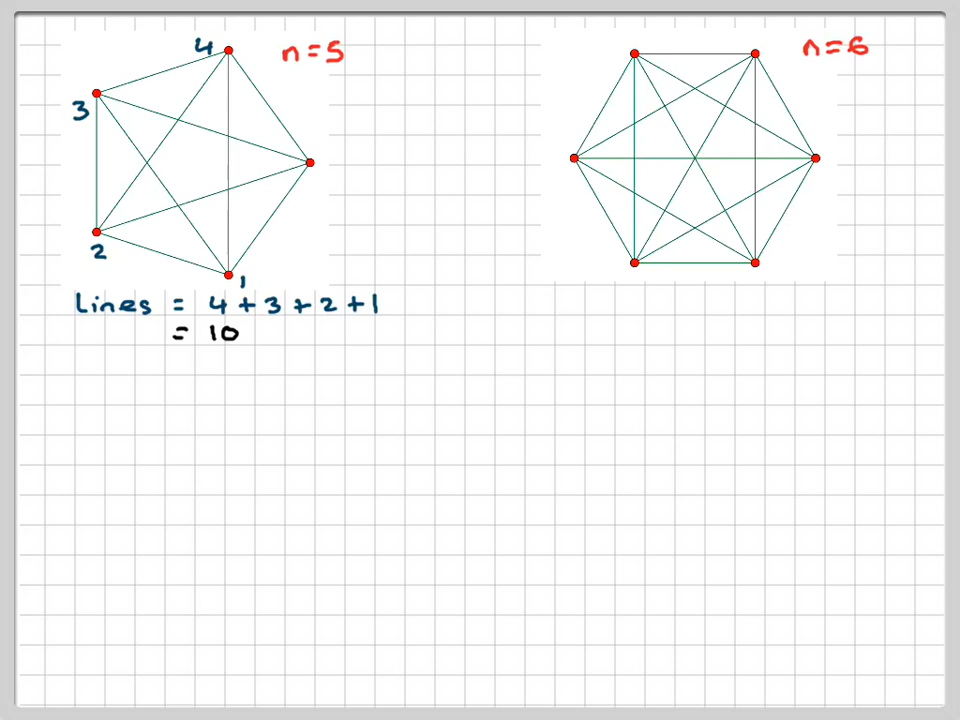 4
n=5
3
2
1
Lines = 4+3+2+1
= 10
n=6